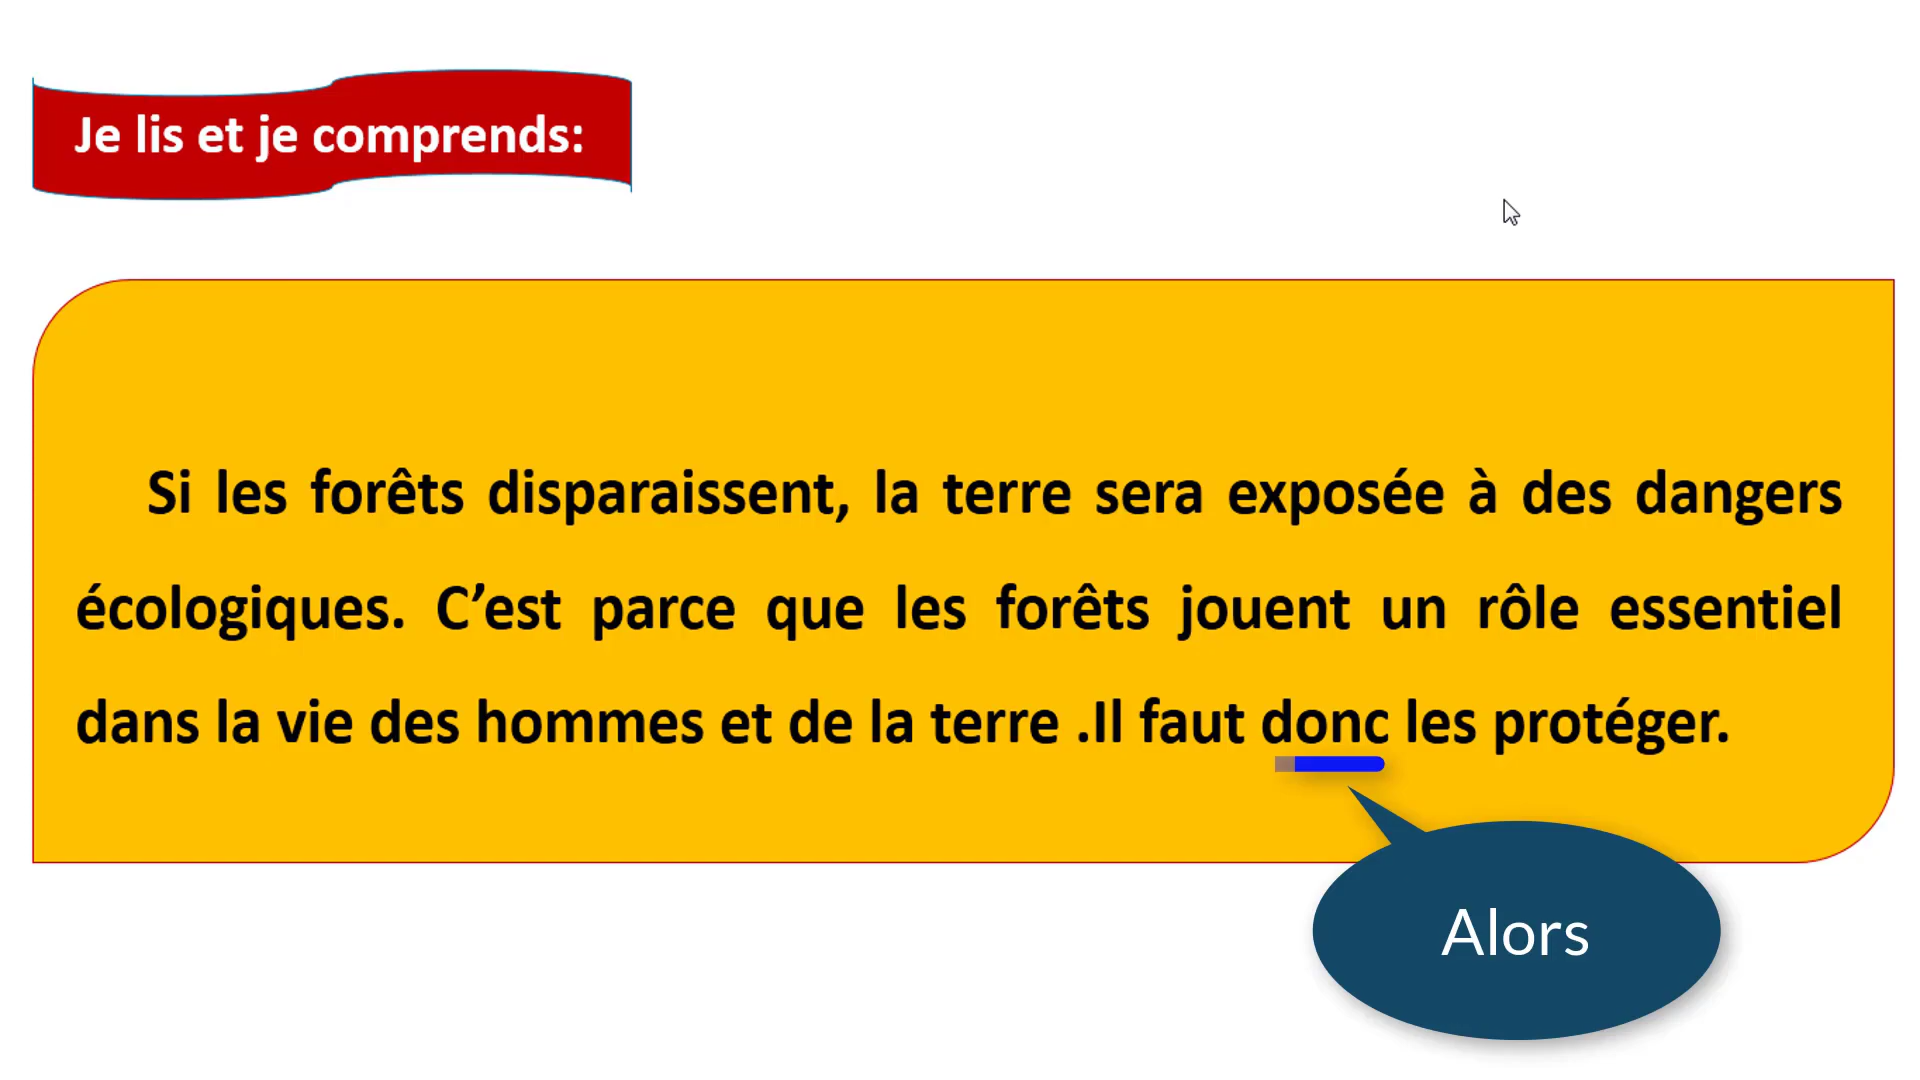 Je lis et je comprends:
Si les forêts disparaissent, la terre sera exposée à des dangers
écologiques. C’est parce que les forêts jouent un rôle essentiel
dans la vie des hommes et de la terre .Il faut donc les protéger.
Alors